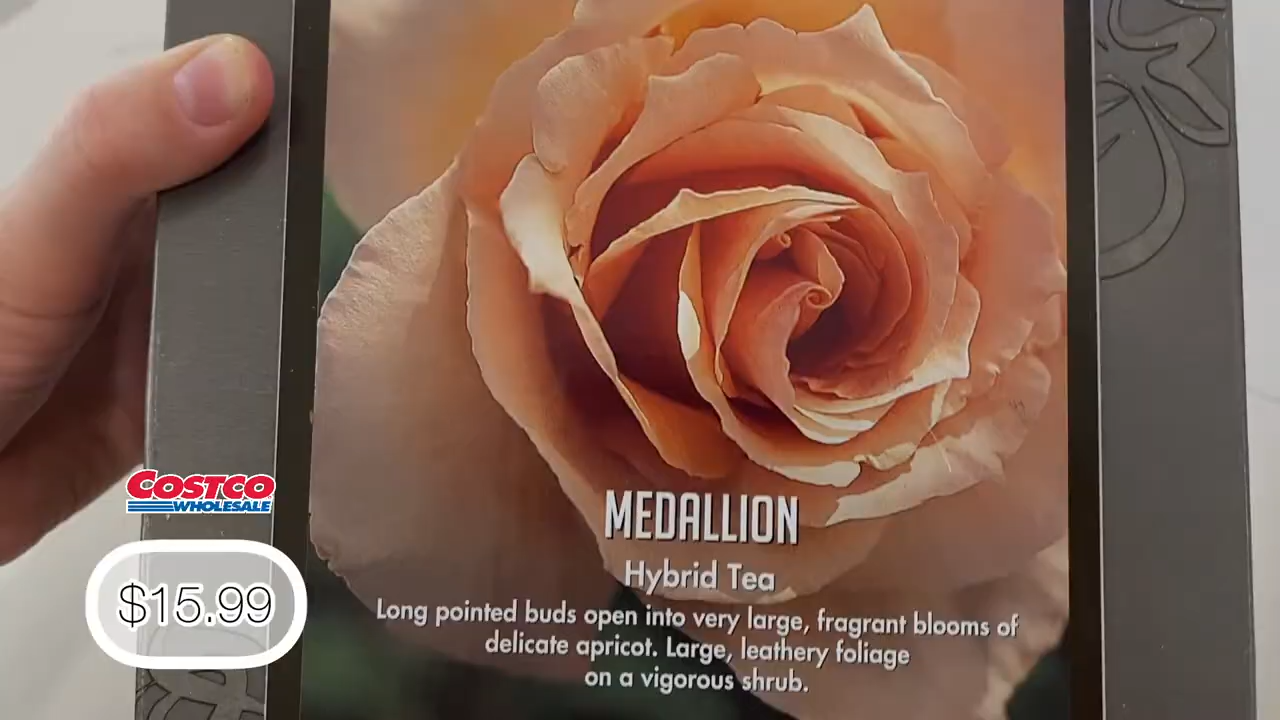 MEDALLION
Hybrid Tea
Long pointed buds open into very large, fragrant blooms of
delicate apricot. Large, leathery foliage
on a vigorous shrub.
COSTCO
WHOLESALE
$15.99